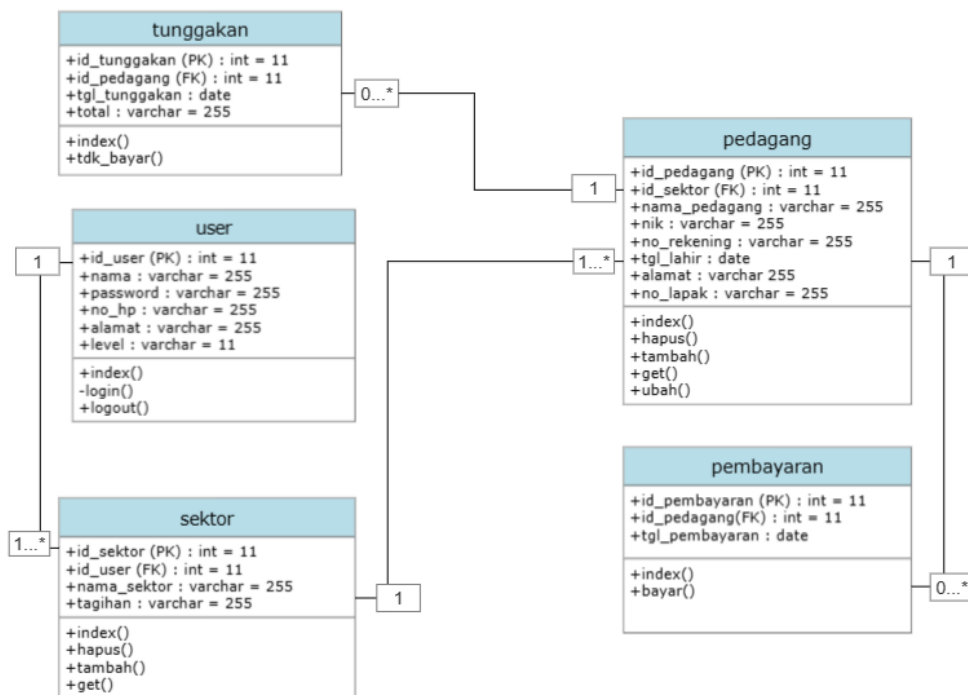 tunggakan
+id_tunggakan (PK) : int = 11
+id_pedagang (FK) : int = 11
+tgl_tunggakan : date
+total : varchar = 255
+index()
+tdk_bayar()
0...*
pedagang
+id_pedagang (PK) : int = 11
+id_sektor (FK) : int = 11
+nama_pedagang : varchar = 255
+nik : varchar = 255
+no_rekening : varchar = 255
+tgl_lahir : date
+alamat : varchar 255
+no_lapak : varchar = 255
+index()
+hapus()
+tambah()
+get()
+ubah()
1
1...*
1
user
+id_user (PK) : int = 11
+nama : varchar = 255
+password : varchar = 255
+no_hp : varchar = 255
+alamat : varchar = 255
+level : varchar = 11
+index()
-login()
+logout()
1
1...*
sektor
+id_sektor (PK) : int = 11
+id_user (FK) : int = 11
+nama_sektor : varchar = 255
+tagihan : varchar = 255
+index()
+hapus()
+tambah()
+get()
1
pembayaran
+id_pembayaran (PK) : int = 11
+id_pedagang(FK) : int = 11
+tgl_pembayaran : date
+index()
+bayar()
0...*